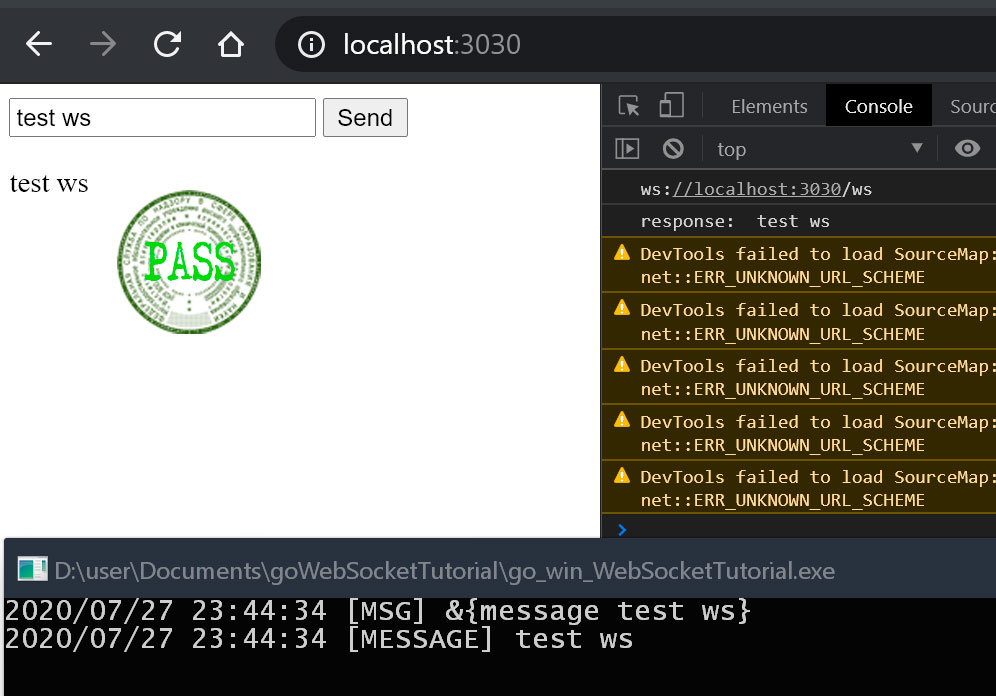 localhost:3030
test ws
Send
test ws
PASS
Elements
Console
Sourc
top
ws://localhost:3030/ws
response:  test ws
DevTools failed to load SourceMap:
net::ERR_UNKNOWN_URL_SCHEME
DevTools failed to load SourceMap:
net::ERR_UNKNOWN_URL_SCHEME
DevTools failed to load SourceMap:
net::ERR_UNKNOWN_URL_SCHEME
DevTools failed to load SourceMap:
net::ERR_UNKNOWN_URL_SCHEME
DevTools failed to load SourceMap:
net::ERR_UNKNOWN_URL_SCHEME
D:\user\Documents\goWebSocketTutorial\go_win_WebSocketTutorial.exe
2020/07/27 23:44:34 [MSG] &{message test ws}
2020/07/27 23:44:34 [MESSAGE] test ws